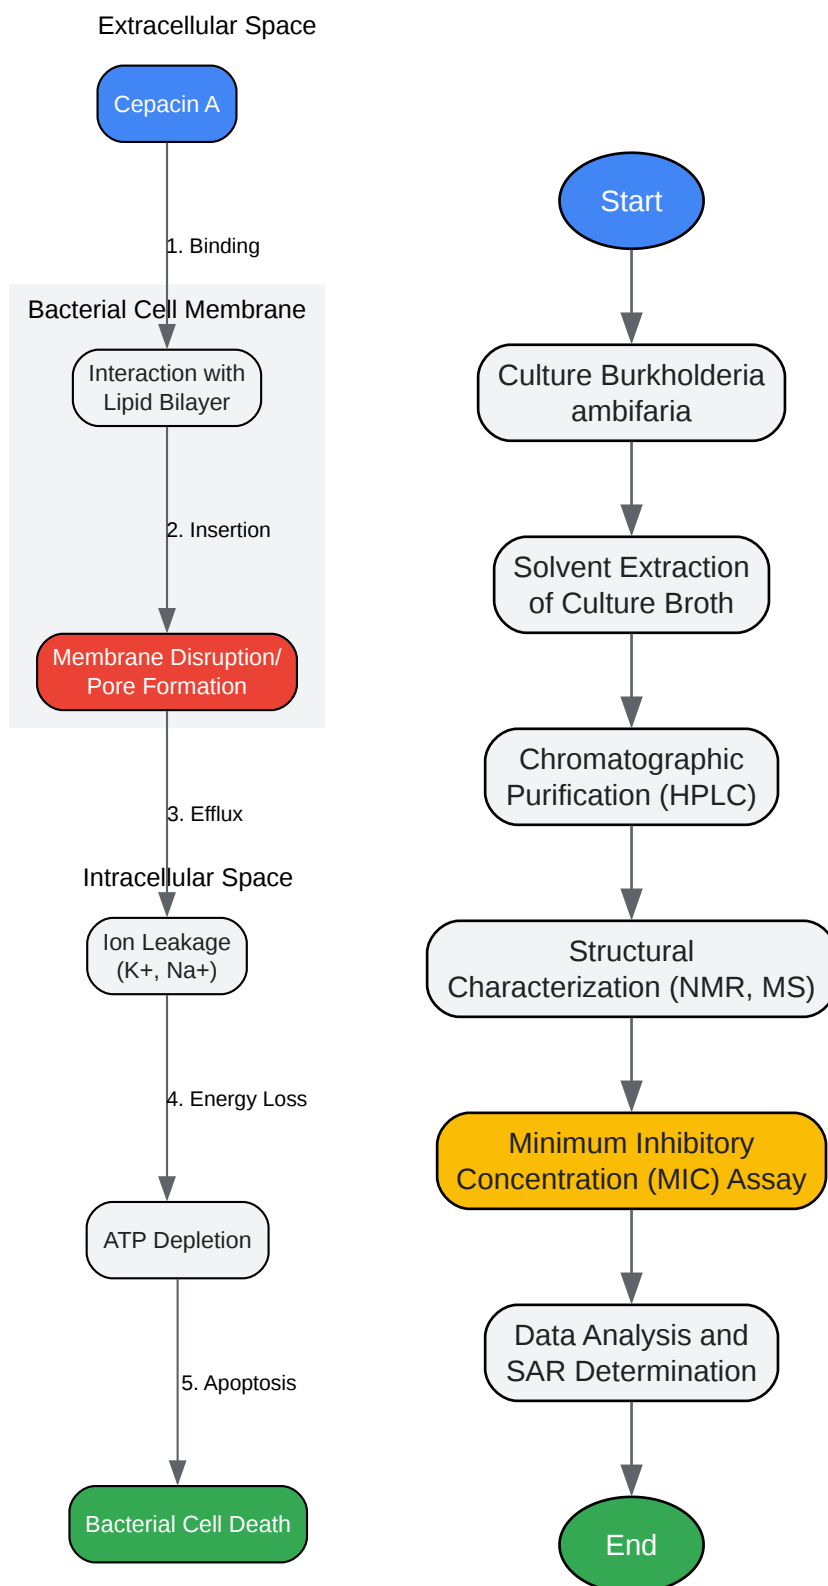 Extracellular Space
Cepacin A
1. Binding
Bacterial Cell Membrane
Interaction with
Lipid Bilayer
2. Insertion
Membrane Disruption/
Pore Formation
3. Efflux
Intracellular Space
Ion Leakage
(K+, Na+)
4. Energy Loss
ATP Depletion
5. Apoptosis
Bacterial Cell Death
Start
Culture Burkholderia
ambifaria
Solvent Extraction
of Culture Broth
Chromatographic
Purification (HPLC)
Structural
Characterization (NMR, MS)
Minimum Inhibitory
Concentration (MIC) Assay
Data Analysis and
SAR Determination
End